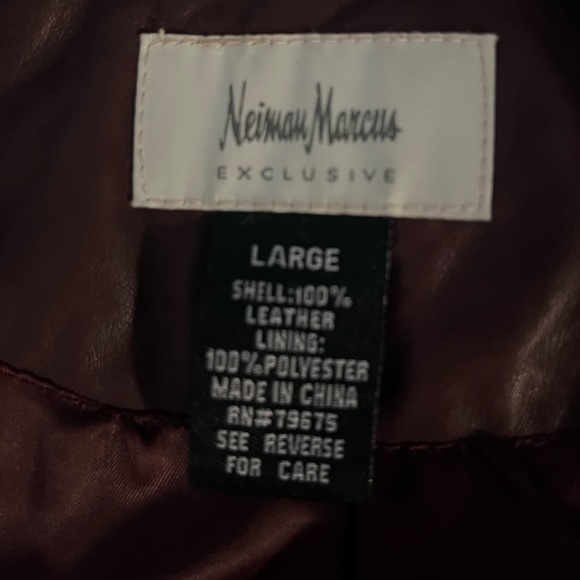 Neiman Marcus
EXCLUSIVE
LARGE
SHELL:100%
LEATHER
LINING:
100%POLYESTER
MADE IN CHINA
RN#79675
SEE REVERSE
FOR CARE